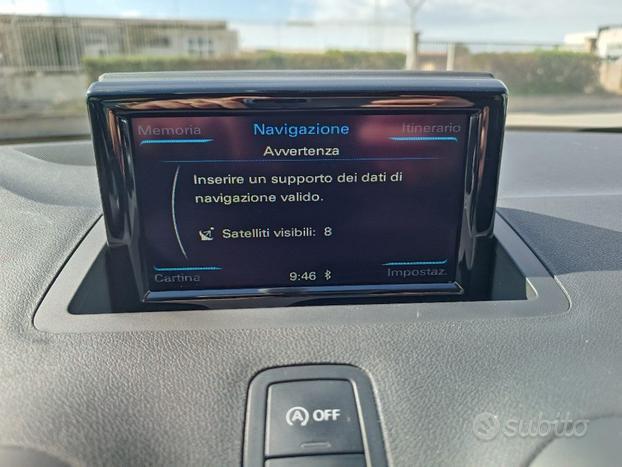 Memoria Navigazione Itinerario
Avvertenza
Inserire un supporto dei dati di
navigazione valido.
Satelliti visibili: 8
Cartina 9:46 Impostaz.
A OFF
subito